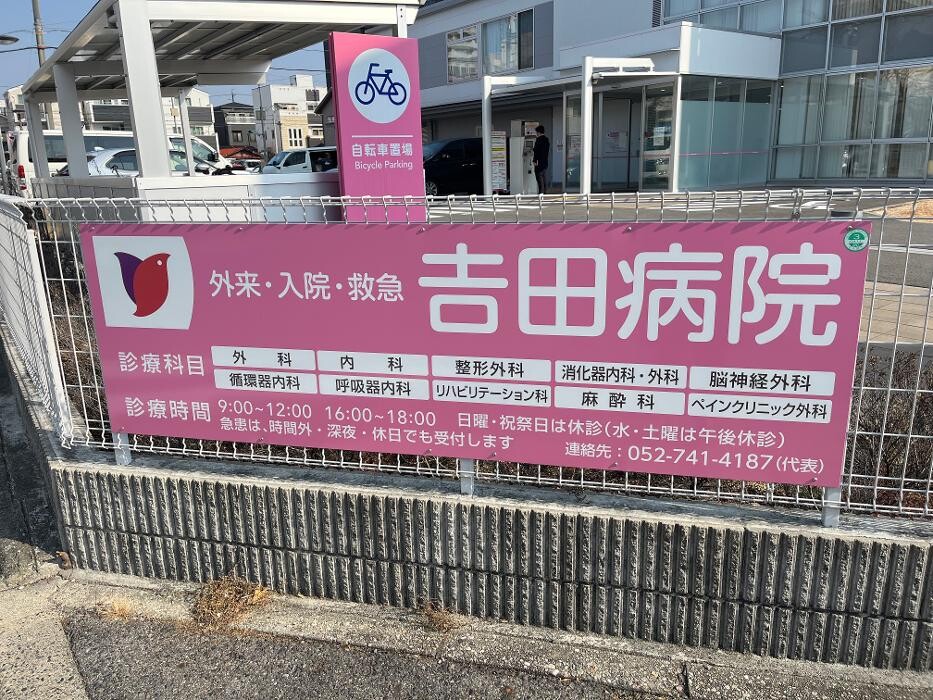 自転車置場
Bicycle Parking
外来・入院・救急 𠮷田病院
診療科目 外科 内科 整形外科 消化器内科・外科 脳神経外科
循環器内科 呼吸器内科 リハビリテーション科 麻酔科 ペインクリニック外科
診療時間 9:00~12:00 16:00~18:00 日曜・祝祭日は休診(水・土曜は午後休診)
急患は、時間外・深夜・休日でも受付します 連絡先：052-741-4187(代表)